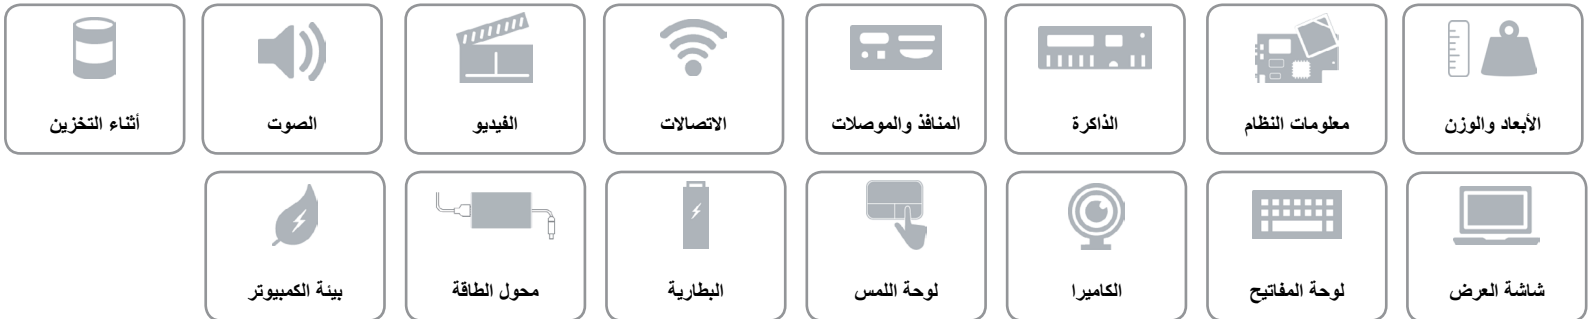 الأبعاد والوزن
معلومات النظام
الذاكرة
المنافذ والموصلات
الاتصالات
الفيديو
الصوت
أثناء التخزين
شاشة العرض
لوحة المفاتيح
الكاميرا
لوحة اللمس
البطارية
محول الطاقة
بيئة الكمبيوتر